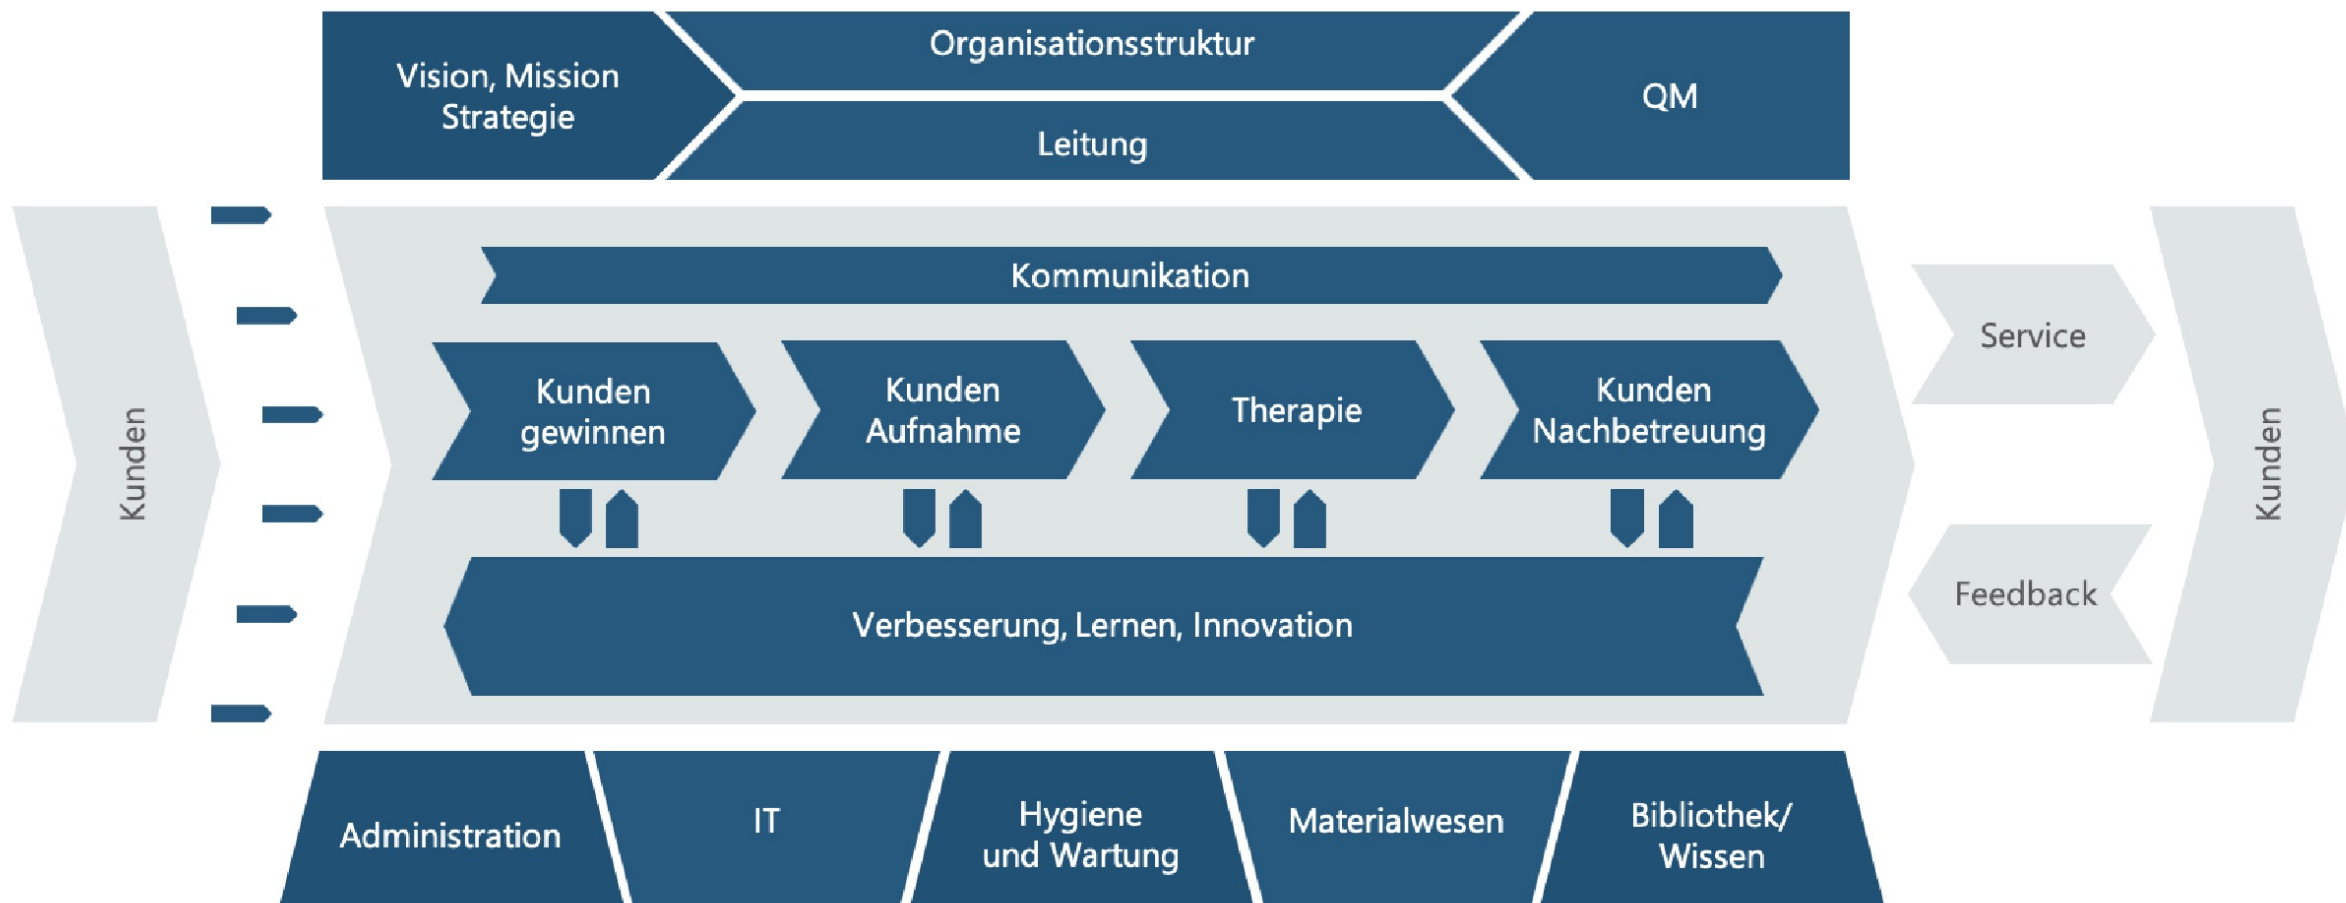 Vision, Mission
Strategie
Organisationsstruktur
Leitung
QM
Kunden
Kommunikation
Kunden
gewinnen
Kunden
Aufnahme
Therapie
Kunden
Nachbetreuung
Verbesserung, Lernen, Innovation
Service
Feedback
Kunden
Administration
IT
Hygiene
und Wartung
Materialwesen
Bibliothek/
Wissen